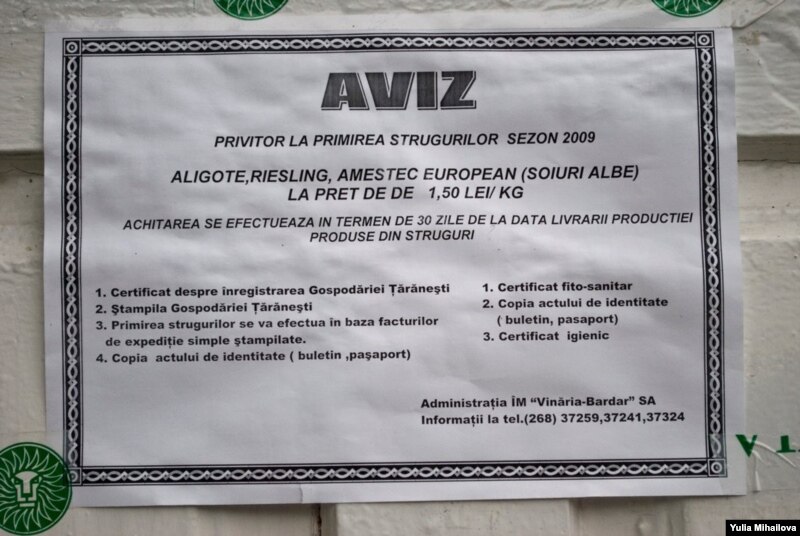 AVIZ
PRIVITOR LA PRIMIREA STRUGURILOR SEZON 2009
ALIGOTE,RIESLING, AMESTEC EUROPEAN (SOIURI ALBE)
LA PRET DE DE 1,50 LEI/ KG
ACHITAREA SE EFECTUEAZA IN TERMEN DE 30 ZILE DE LA DATA LIVRARII PRODUCTIEI
PRODUSE DIN STRUGURI
1. Certificat despre înregistrarea Gospodăriei Ţărăneşti
2. Ştampila Gospodăriei Ţărăneşti
3. Primirea strugurilor se va efectua în baza facturilor
de expediţie simple ştampilate.
4. Copia actului de identitate ( buletin ,paşaport)
1. Certificat fito-sanitar
2. Copia actului de identitate
( buletin, pasaport)
3. Certificat igienic
Administraţia ÎM “Vinăria-Bardar” SA
Informaţii la tel.(268) 37259,37241,37324
Yulia Mihailova